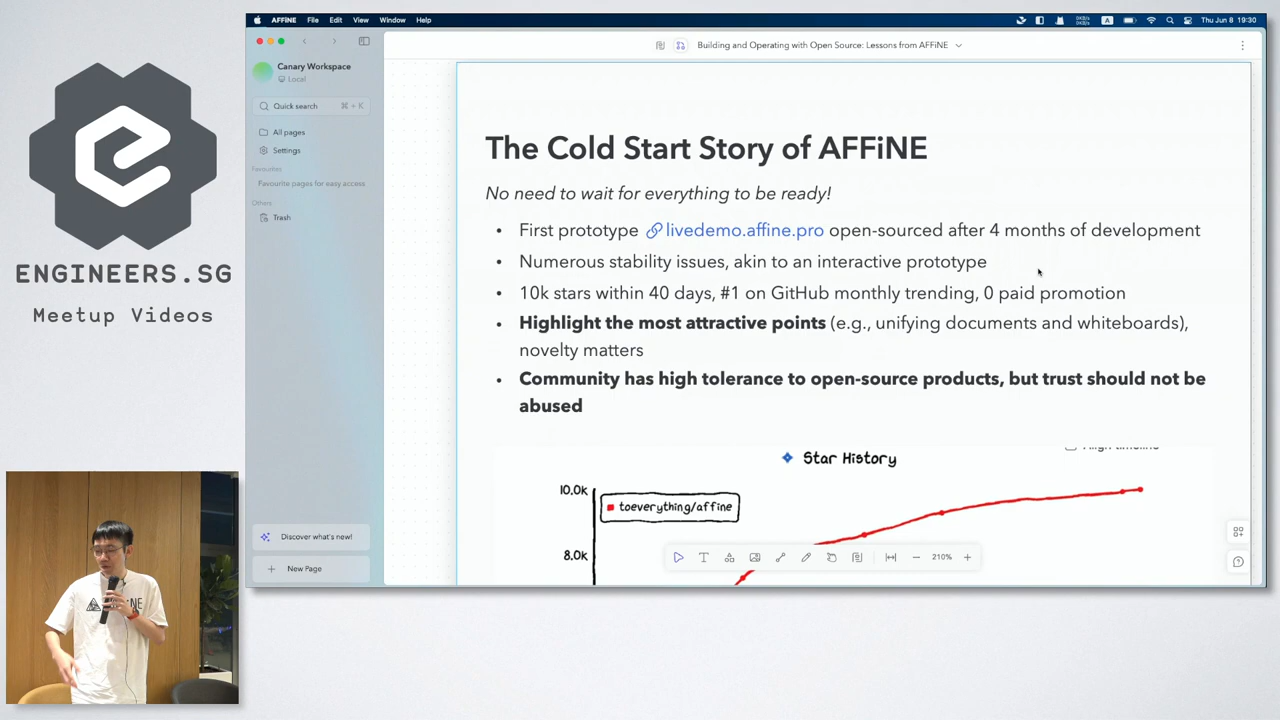 AFFiNE File Edit View Window Help
A
Thu Jun 8 19:30
Canary Workspace
Local
Building and Operating with Open Source: Lessons from AFFiNE
Quick search ⌘ + K
All pages
Settings
Favourites
Favourite pages for easy access
Others
Trash
Discover what's new!
New Page
The Cold Start Story of AFFiNE
No need to wait for everything to be ready!
• First prototype livedemo.affine.pro open-sourced after 4 months of development
• Numerous stability issues, akin to an interactive prototype
• 10k stars within 40 days, #1 on GitHub monthly trending, 0 paid promotion
• Highlight the most attractive points (e.g., unifying documents and whiteboards),
novelty matters
• Community has high tolerance to open-source products, but trust should not be
abused
Star History
10.0k
toeverything/affine
8.0k
210%
ENGINEERS.SG
Meetup Videos